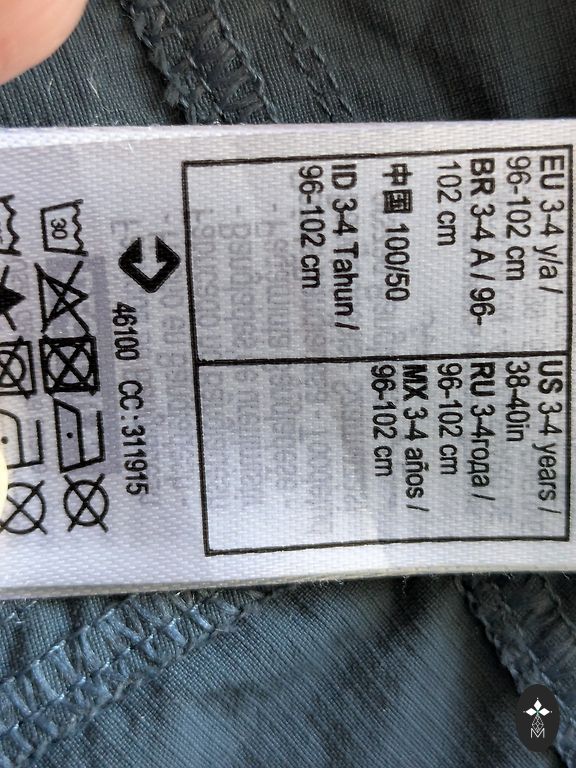 EU 3-4 y/a /
96-102 cm
BR 3-4 A / 96-
102 cm
中国 100/50
ID 3-4 Tahun /
96-102 cm
US 3-4 years /
38-40in
RU 3-4года /
96-102 cm
MX 3-4 años /
96-102 cm
46100 CC: 311915
30